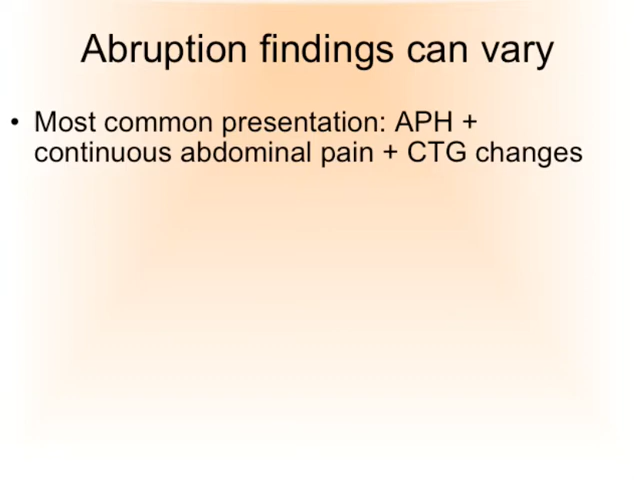 Abruption findings can vary
• Most common presentation: APH +
continuous abdominal pain + CTG changes